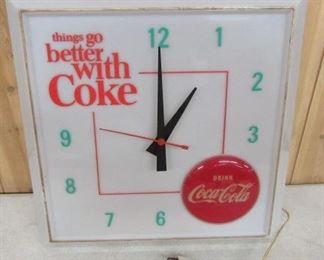 things go
better
with
Coke
12
1
2
3
6
7
8
9
DRINK
Coca-Cola